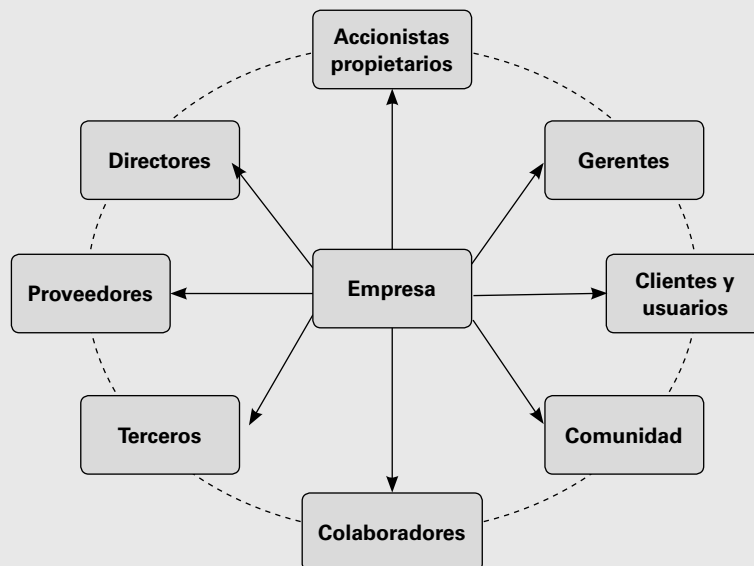 Accionistas
propietarios
Directores
Gerentes
Proveedores
Empresa
Clientes y
usuarios
Terceros
Comunidad
Colaboradores